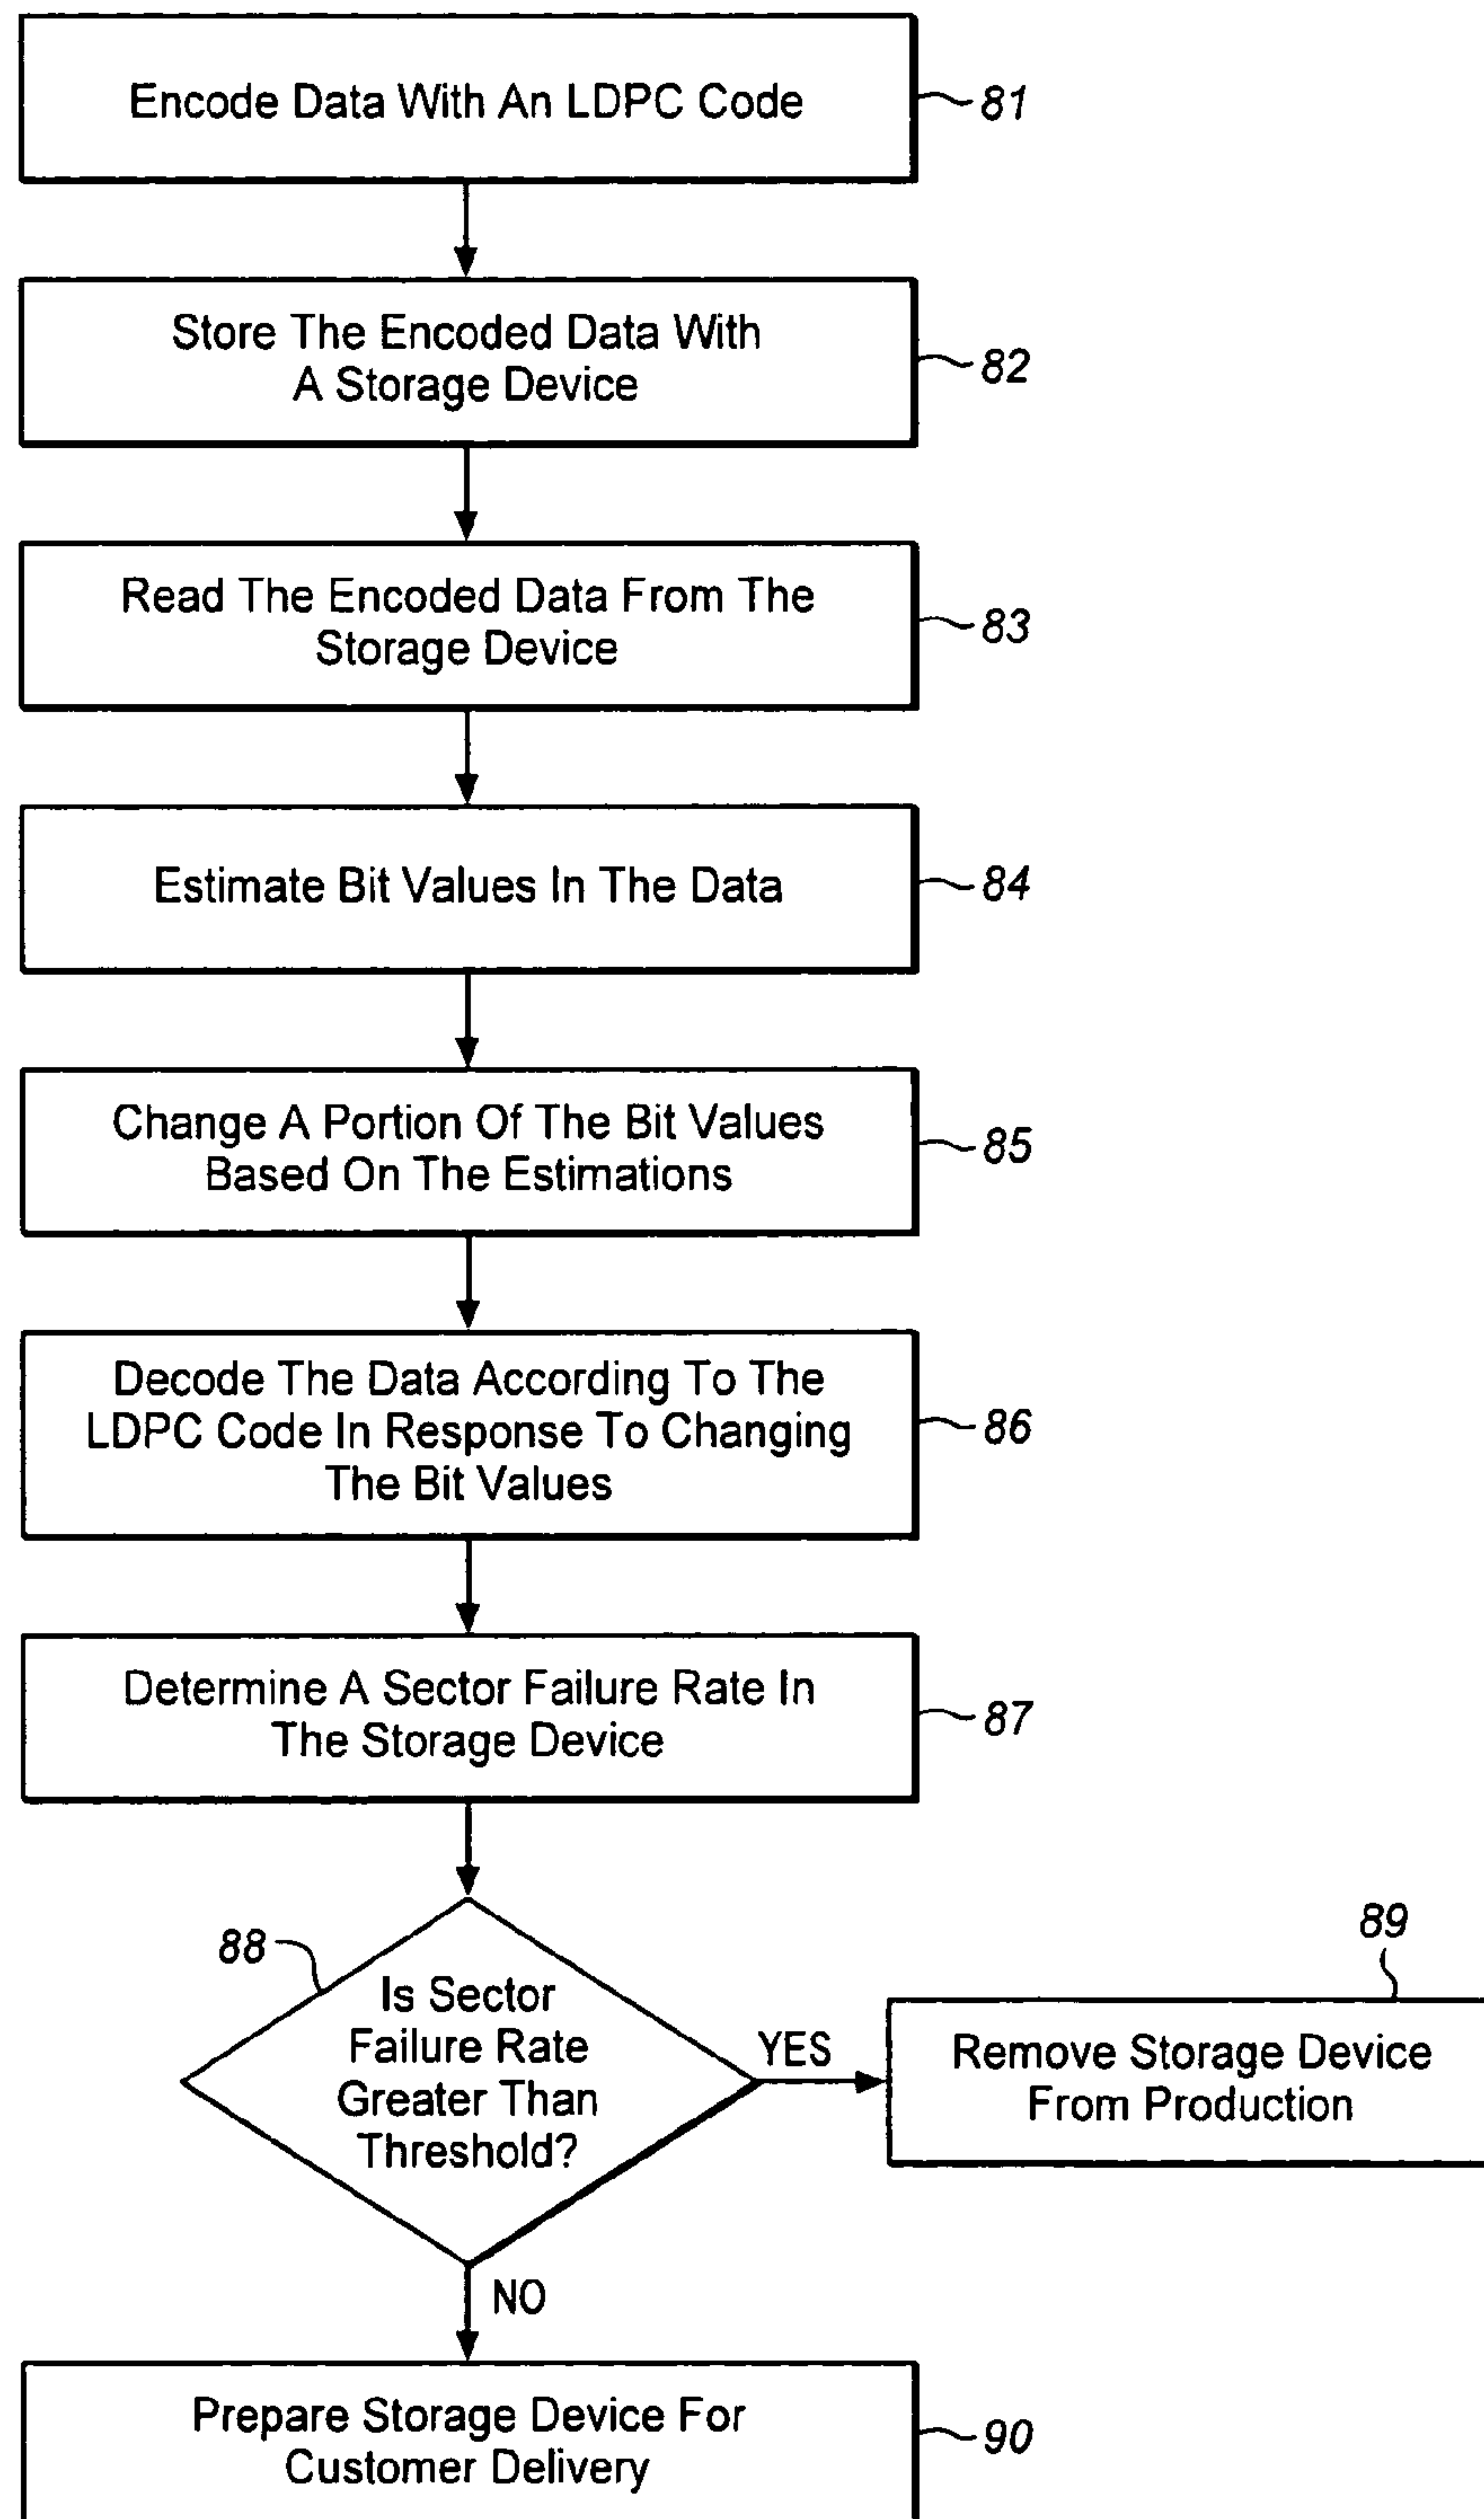 Encode Data With An LDPC Code
81
Store The Encoded Data With
A Storage Device
82
Read The Encoded Data From The
Storage Device
83
Estimate Bit Values In The Data
84
Change A Portion Of The Bit Values
Based On The Estimations
85
Decode The Data According To The
LDPC Code In Response To Changing
The Bit Values
86
Determine A Sector Failure Rate In
The Storage Device
87
88
Is Sector
Failure Rate
Greater Than
Threshold?
YES
89
Remove Storage Device
From Production
NO
Prepare Storage Device For
Customer Delivery
90